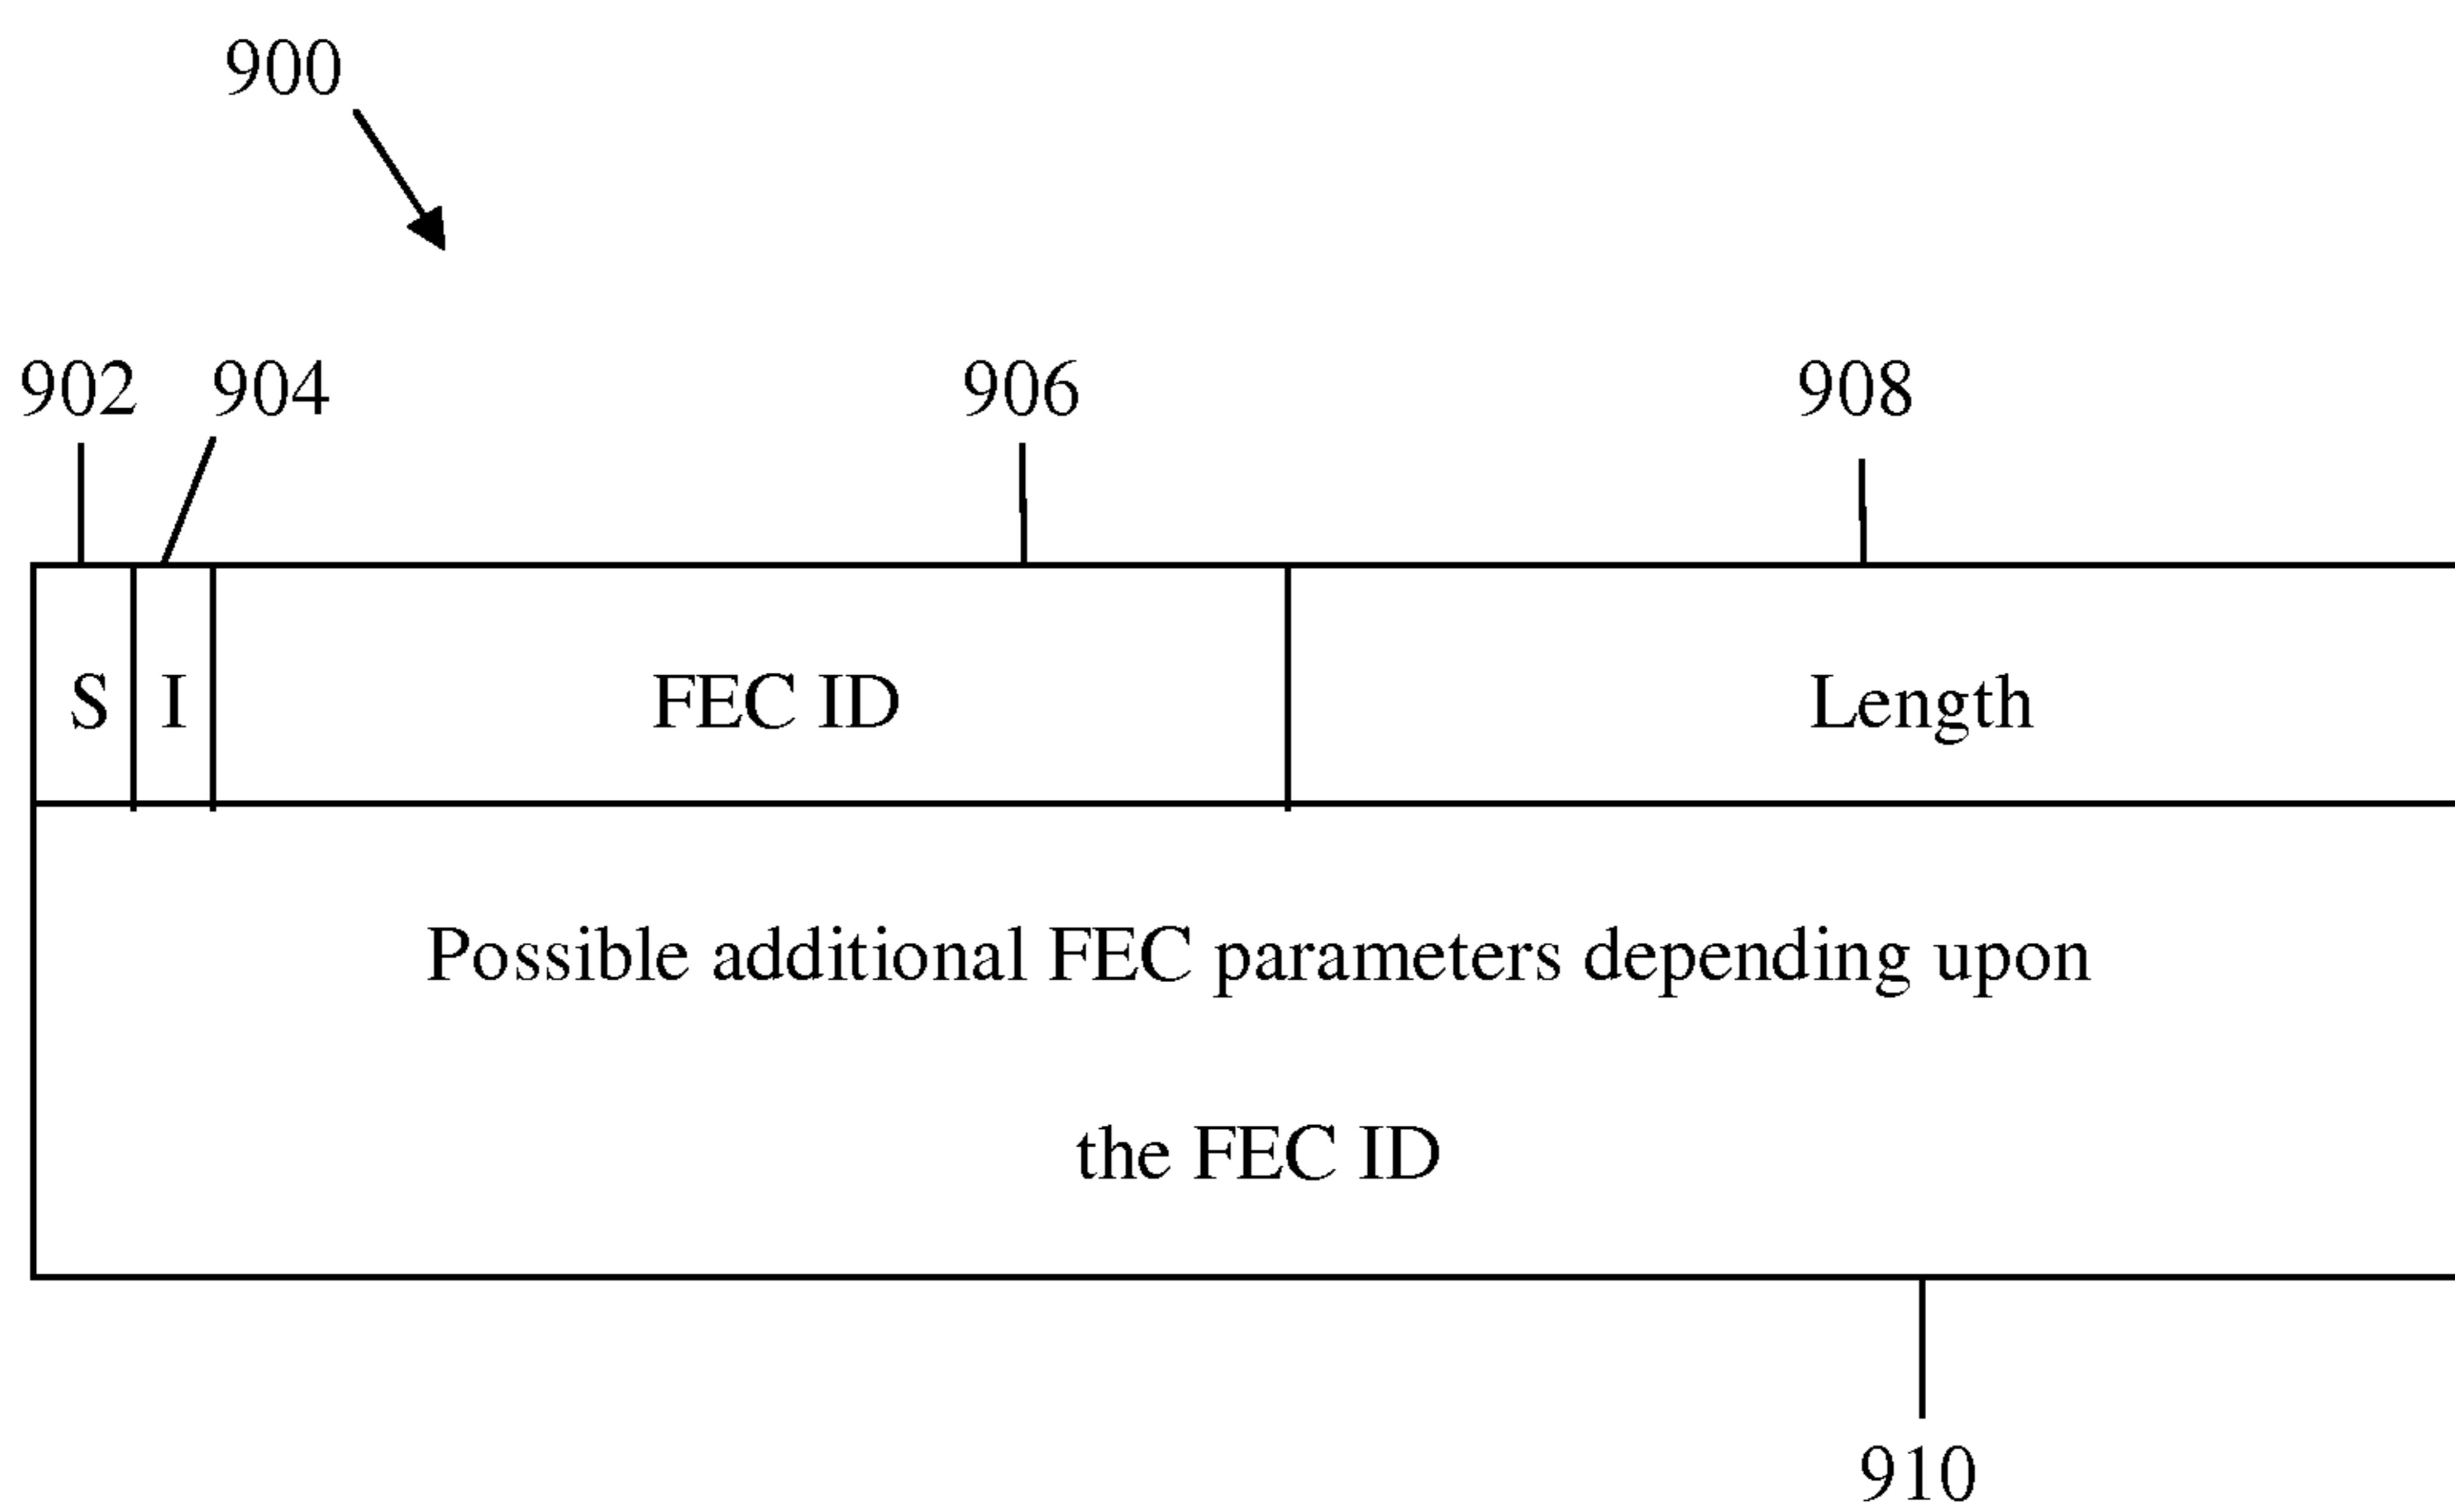 900
902 904 906 908
S I FEC ID Length
Possible additional FEC parameters depending upon
the FEC ID
910